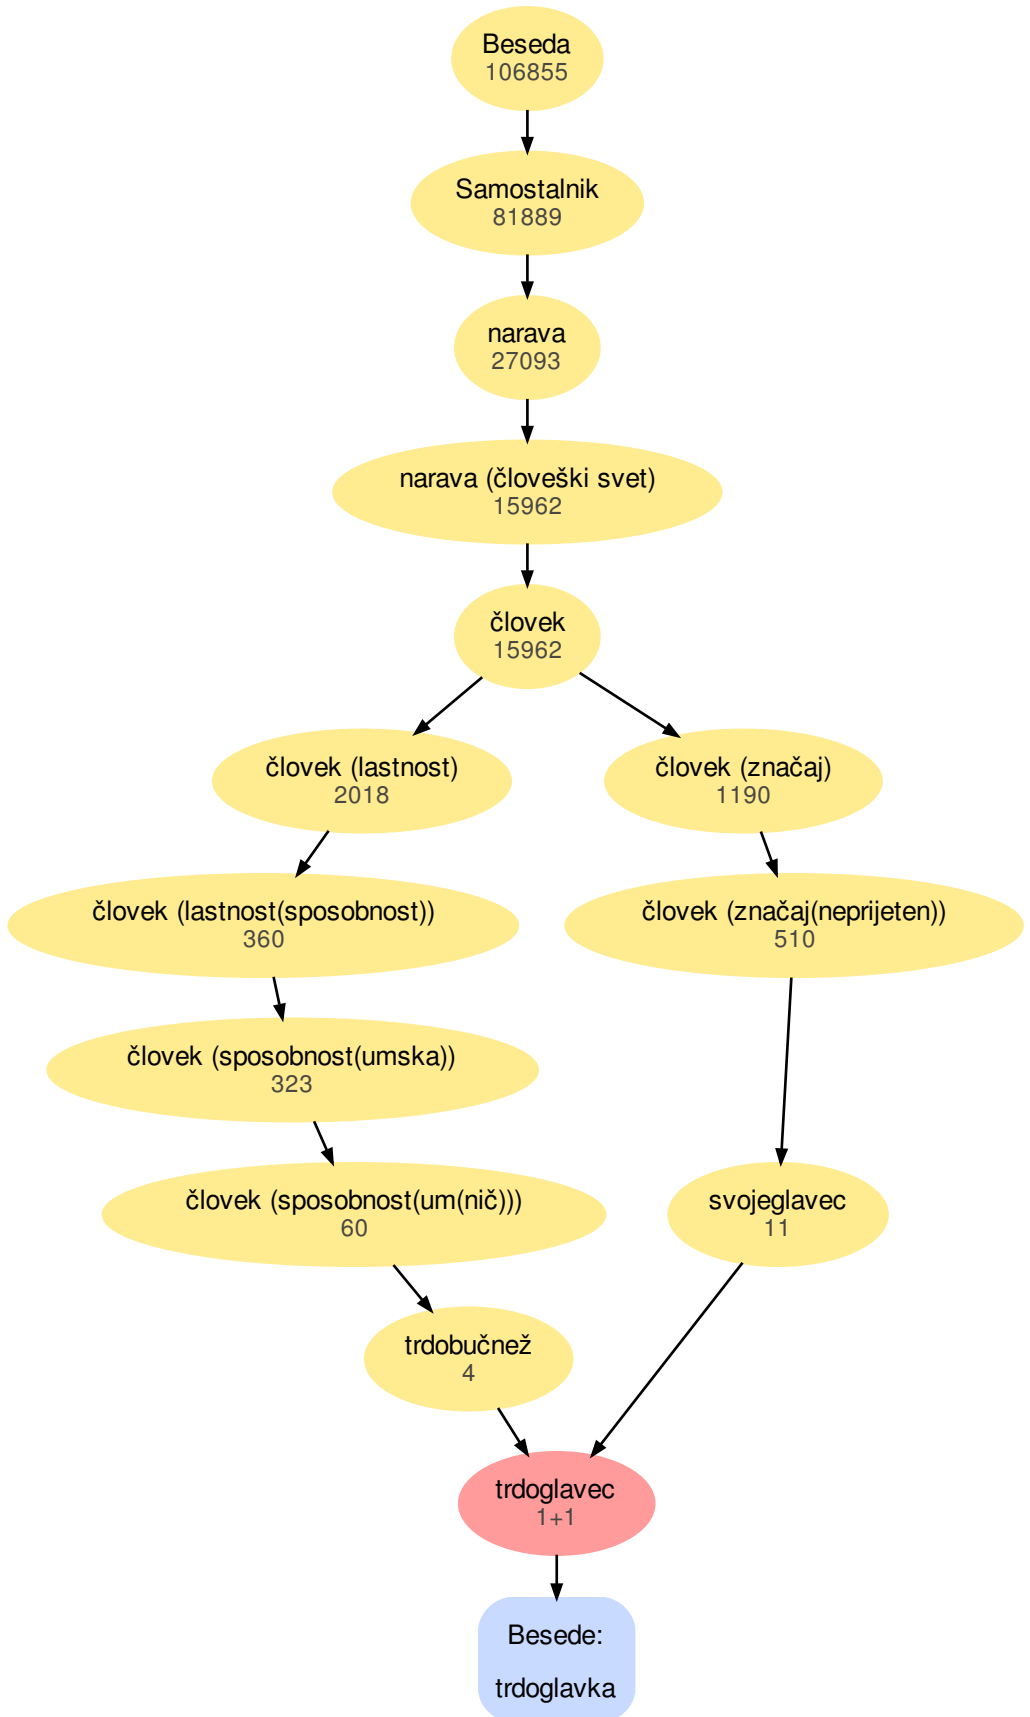 Beseda
106855
Samostalnik
81889
narava
27093
narava (človeški svet)
15962
človek
15962
človek (lastnost)
2018
človek (značaj)
1190
človek (lastnost(sposobnost))
360
človek (značaj(neprijeten))
510
človek (sposobnost(umska))
323
človek (sposobnost(um(nič)))
60
svojeglavec
11
trdobučnež
4
trdoglavec
1+1
Besede:
trdoglavka